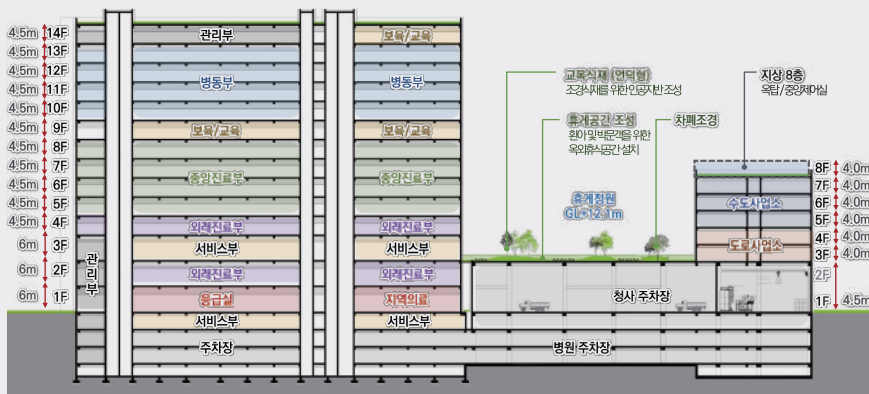 4.5m 14F
4.5m 13F
4.5m 12F
4.5m 11F
4.5m 10F
4.5m 9F
4.5m 8F
4.5m 7F
4.5m 6F
4.5m 5F
4.5m 4F
6m 3F
6m 2F
6m 1F
관리부
관리부
병동부
보육/교육
중앙진료부
외래진료부
서비스부
외래진료부
응급실
서비스부
주차장
보육/교육
병동부
보육/교육
중앙진료부
외래진료부
서비스부
외래진료부
지역의료
서비스부
교목식재 (언덕형)
조경식재를 위한 인공지반 조성
휴게공간 조성
환아 및 방문객을 위한
옥외휴식공간 설치
차폐조경
휴게정원
GL+12.1m
지상 8층
옥탑/중앙제어실
수도사업소
도로사업소
청사 주차장
병원 주차장
8F 4.0m
7F 4.0m
6F 4.0m
5F 4.0m
4F 4.0m
3F 4.0m
2F
1F 4.5m